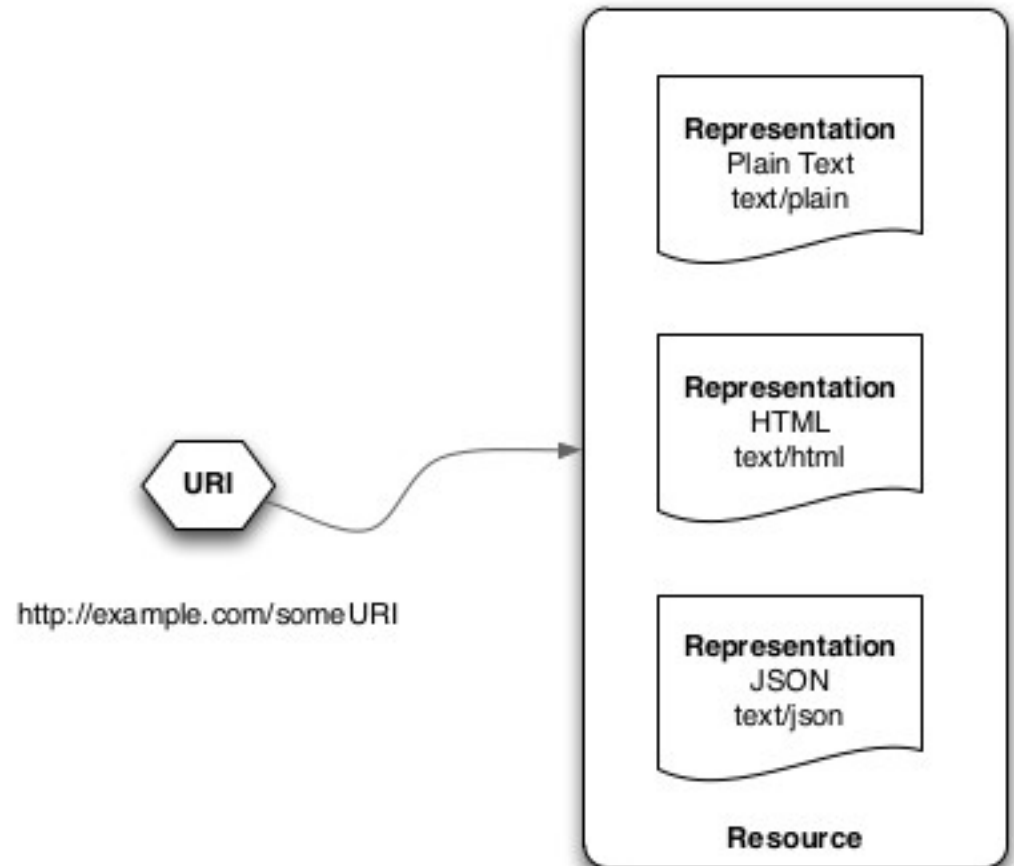 Representation
Plain Text
text/plain
Representation
HTML
text/html
URI
http://example.com/someURI
Representation
JSON
text/json
Resource